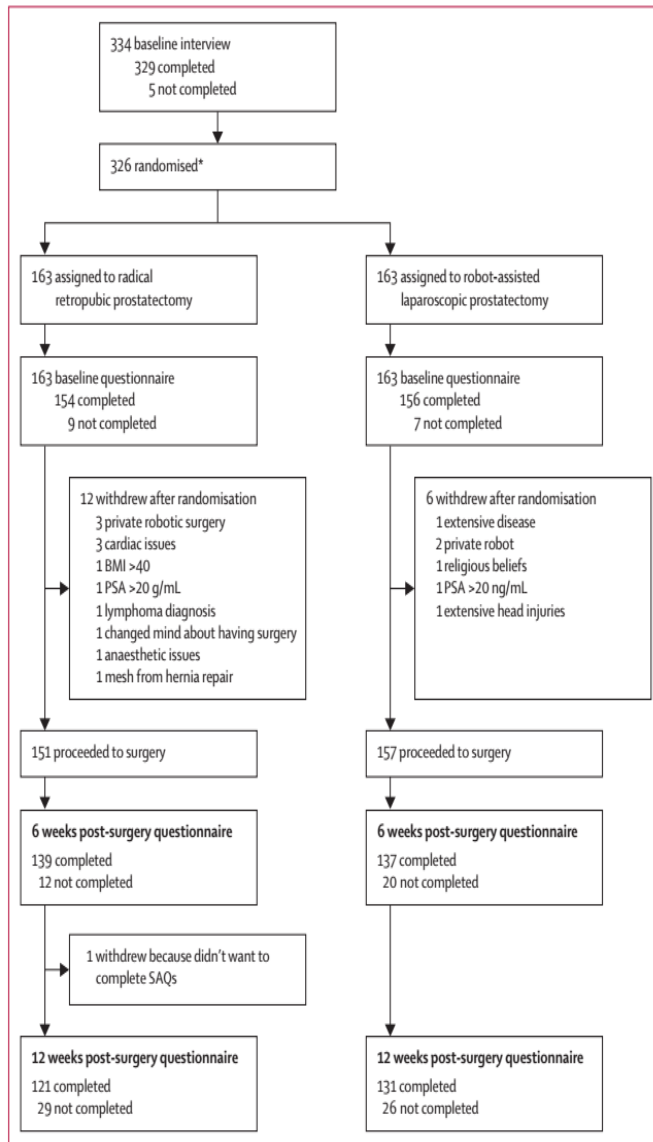 334 baseline interview
329 completed
5 not completed
326 randomised*
163 assigned to radical
retropubic prostatectomy
163 assigned to robot-assisted
laparoscopic prostatectomy
163 baseline questionnaire
154 completed
9 not completed
163 baseline questionnaire
156 completed
7 not completed
12 withdrew after randomisation
3 private robotic surgery
3 cardiac issues
1 BMI >40
1 PSA >20 g/mL
1 lymphoma diagnosis
1 changed mind about having surgery
1 anaesthetic issues
1 mesh from hernia repair
6 withdrew after randomisation
1 extensive disease
2 private robot
1 religious beliefs
1 PSA >20 ng/mL
1 extensive head injuries
151 proceeded to surgery
157 proceeded to surgery
6 weeks post-surgery questionnaire
139 completed
12 not completed
6 weeks post-surgery questionnaire
137 completed
20 not completed
1 withdrew because didn't want to
complete SAQs
12 weeks post-surgery questionnaire
121 completed
29 not completed
12 weeks post-surgery questionnaire
131 completed
26 not completed